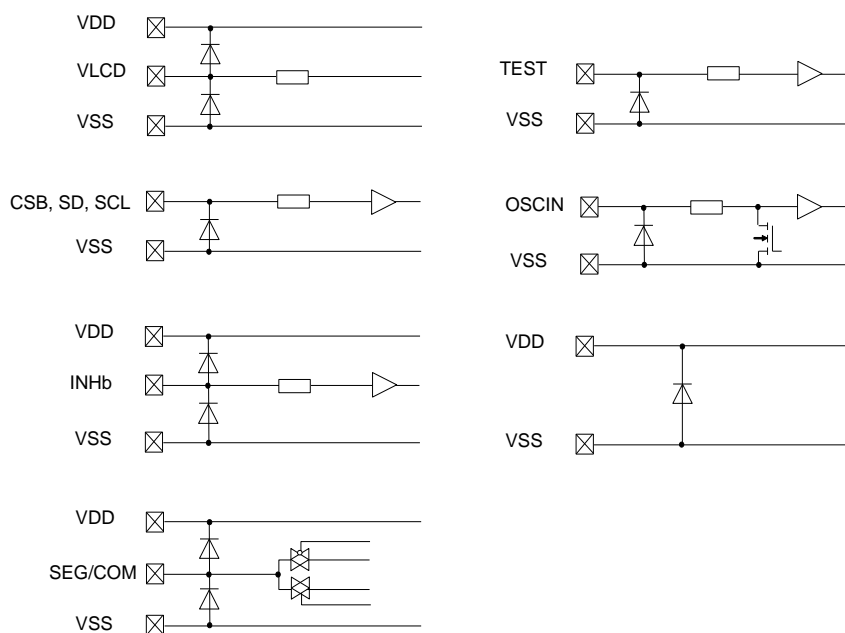 VDD
VLCD
VSS
CSB, SD, SCL
VSS
VDD
INHb
VSS
VDD
SEG/COM
VSS
TEST
VSS
OSCIN
VSS
VDD
VSS